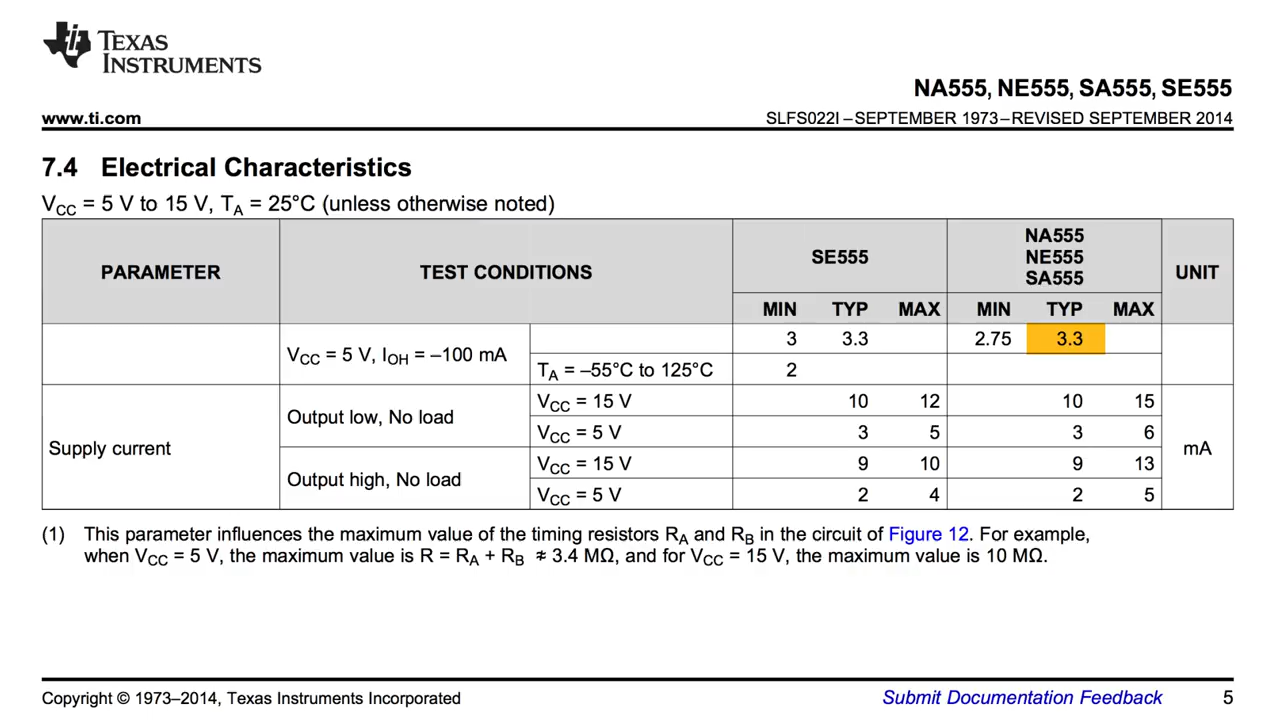 TEXAS
INSTRUMENTS
NA555, NE555, SA555, SE555
www.ti.com
SLFS022I – SEPTEMBER 1973 – REVISED SEPTEMBER 2014
7.4 Electrical Characteristics
VCC = 5 V to 15 V, TA = 25°C (unless otherwise noted)
PARAMETER TEST CONDITIONS SE555 NA555 NE555 SA555 UNIT
MIN TYP MAX MIN TYP MAX
VCC = 5 V, IOH = –100 mA 3 3.3 2.75 3.3
TA = –55°C to 125°C 2
Supply current Output low, No load VCC = 15 V 10 12 10 15 mA
VCC = 5 V 3 5 3 6
Output high, No load VCC = 15 V 9 10 9 13
VCC = 5 V 2 4 2 5
(1) This parameter influences the maximum value of the timing resistors RA and RB in the circuit of Figure 12. For example,
when VCC = 5 V, the maximum value is R = RA + RB ≉ 3.4 MΩ, and for VCC = 15 V, the maximum value is 10 MΩ.
Copyright © 1973–2014, Texas Instruments Incorporated
Submit Documentation Feedback
5